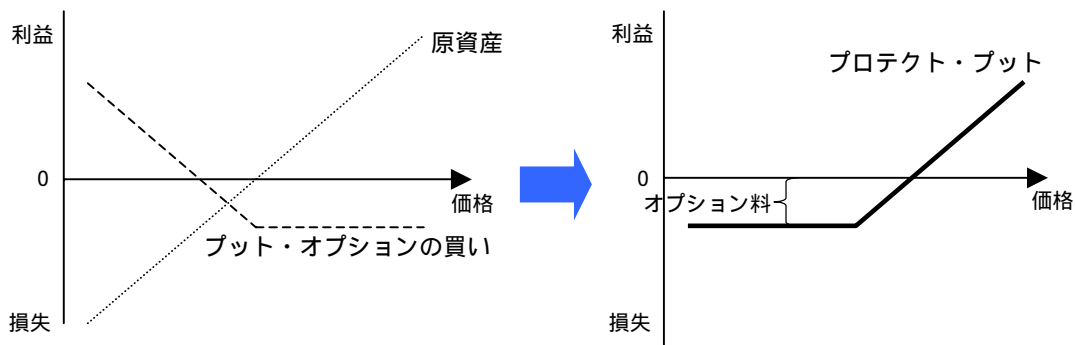 利益
原資産
0
価格
プット・オプションの買い
損失
利益
プロテクト・プット
0
オプション料
価格
損失